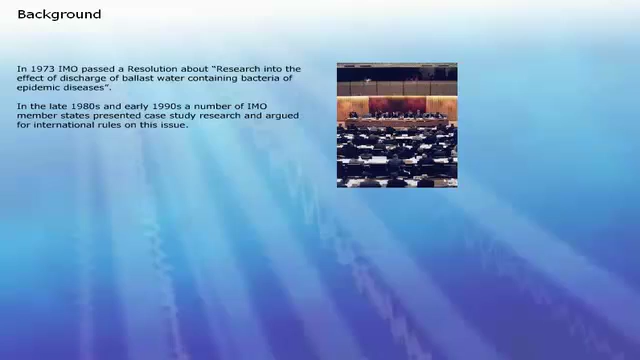 Background
In 1973 IMO passed a Resolution about “Research into the
effect of discharge of ballast water containing bacteria of
epidemic diseases”.
In the late 1980s and early 1990s a number of IMO
member states presented case study research and argued
for international rules on this issue.